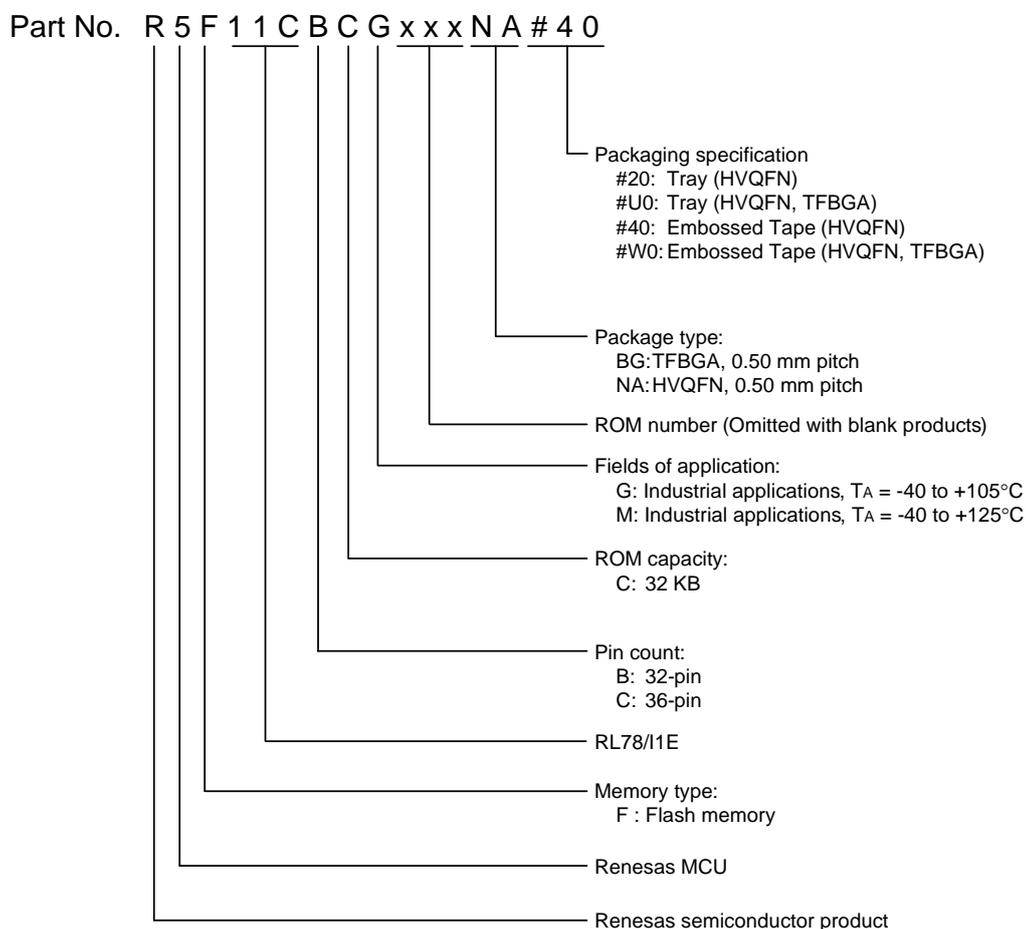 Part No. R 5 F 1 1 C B C G x x x N A # 4 0
Packaging specification
#20: Tray (HVQFN)
#U0: Tray (HVQFN, TFBGA)
#40: Embossed Tape (HVQFN)
#W0: Embossed Tape (HVQFN, TFBGA)
Package type:
BG: TFBGA, 0.50 mm pitch
NA: HVQFN, 0.50 mm pitch
ROM number (Omitted with blank products)
Fields of application:
G: Industrial applications, TA = -40 to +105°C
M: Industrial applications, TA = -40 to +125°C
ROM capacity:
C: 32 KB
Pin count:
B: 32-pin
C: 36-pin
RL78/I1E
Memory type:
F : Flash memory
Renesas MCU
Renesas semiconductor product